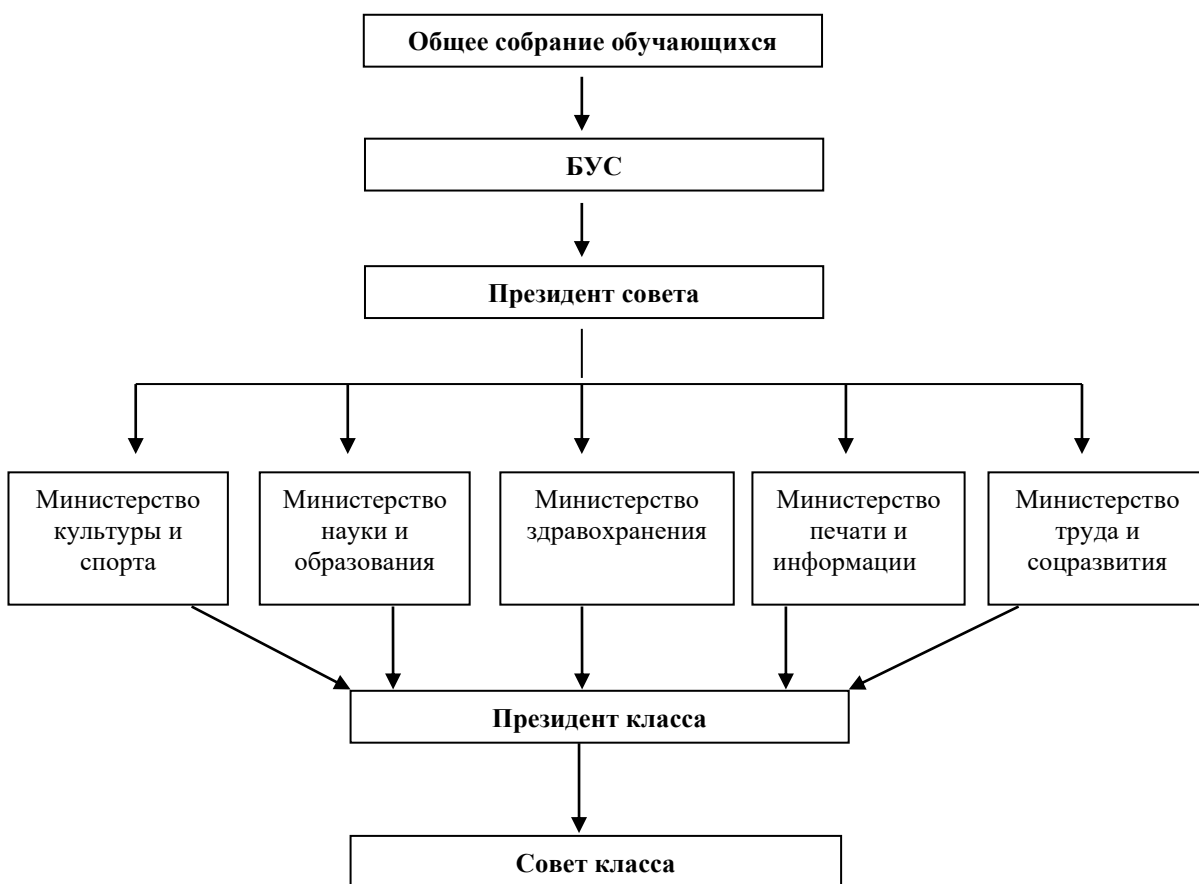 Общее собрание обучающихся
БУС
Президент совета
Министерство
культуры и
спорта
Министерство
науки и
образования
Министерство
здравохранения
Министерство
печати и
информации
Министерство
труда и
соцразвития
Президент класса
Совет класса